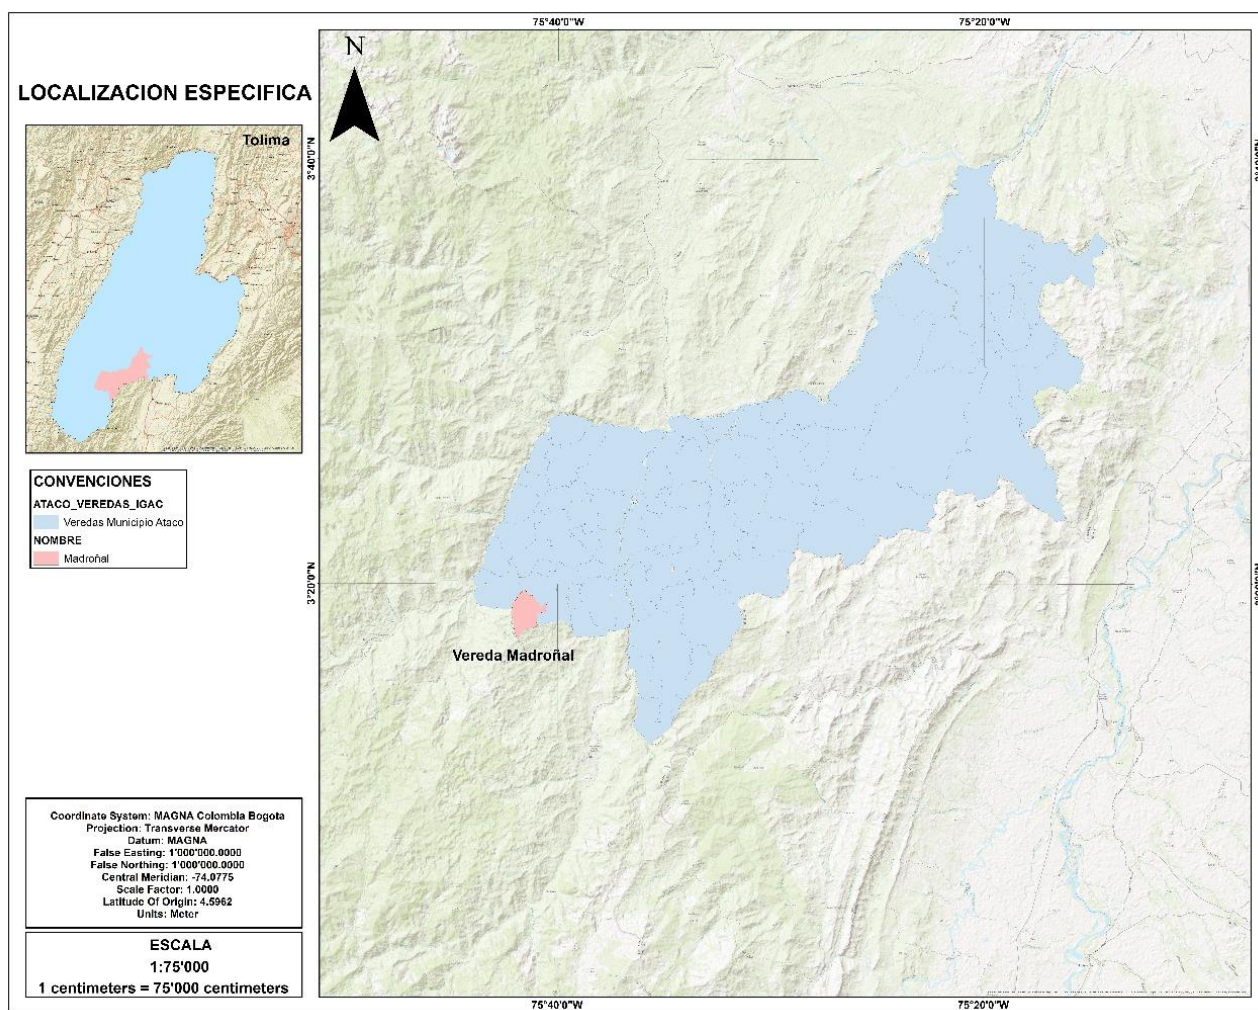 75°40'0"W
75°20'0"W
N
LOCALIZACION ESPECIFICA
Tolima
3°40'0"N
CONVENCIONES
ATACO_VEREDAS_IGAC
Veredas Municipio Ataco
NOMBRE
Madroñal
3°20'0"N
Vereda Madroñal
Coordinate System: MAGNA Colombia Bogota
Projection: Transverse Mercator
Datum: MAGNA
False Easting: 1'000'000.0000
False Northing: 1'000'000.0000
Central Meridian: -74.0775
Scale Factor: 1.0000
Latitude Of Origin: 4.5962
Units: Meter
ESCALA
1:75'000
1 centimeters = 75'000 centimeters
75°40'0"W
75°20'0"W